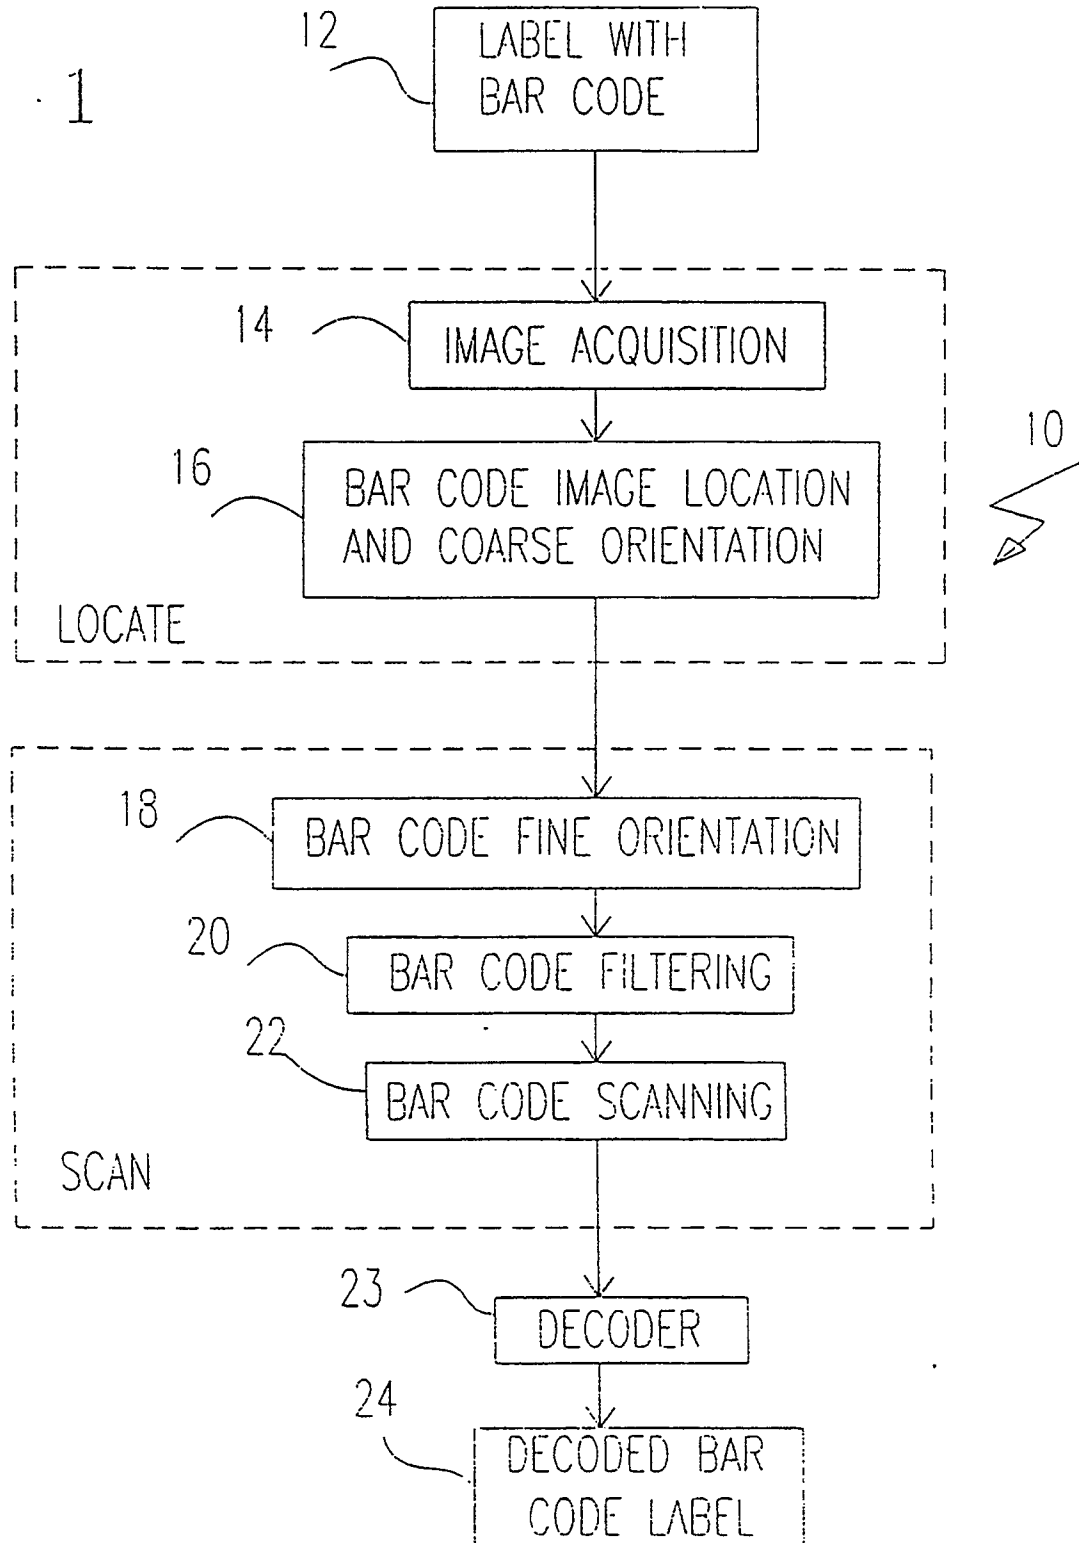 12
LABEL WITH
BAR CODE
1
14
IMAGE ACQUISITION
10
16
BAR CODE IMAGE LOCATION
AND COARSE ORIENTATION
LOCATE
18
BAR CODE FINE ORIENTATION
20
BAR CODE FILTERING
22
BAR CODE SCANNING
SCAN
23
DECODER
24
DECODED BAR
CODE LABEL